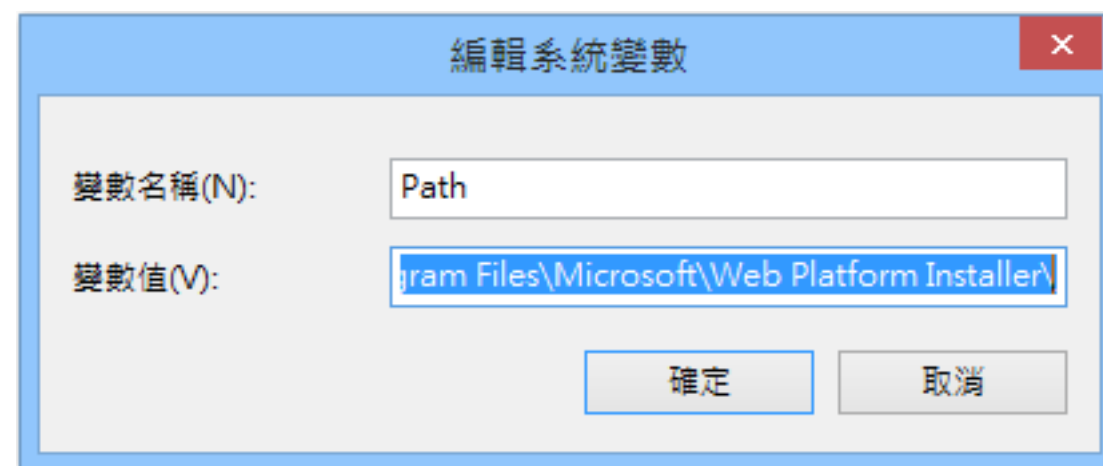 編輯系統變數
變數名稱(N):
Path
變數值(V):
gram Files\Microsoft\Web Platform Installer\
確定
取消